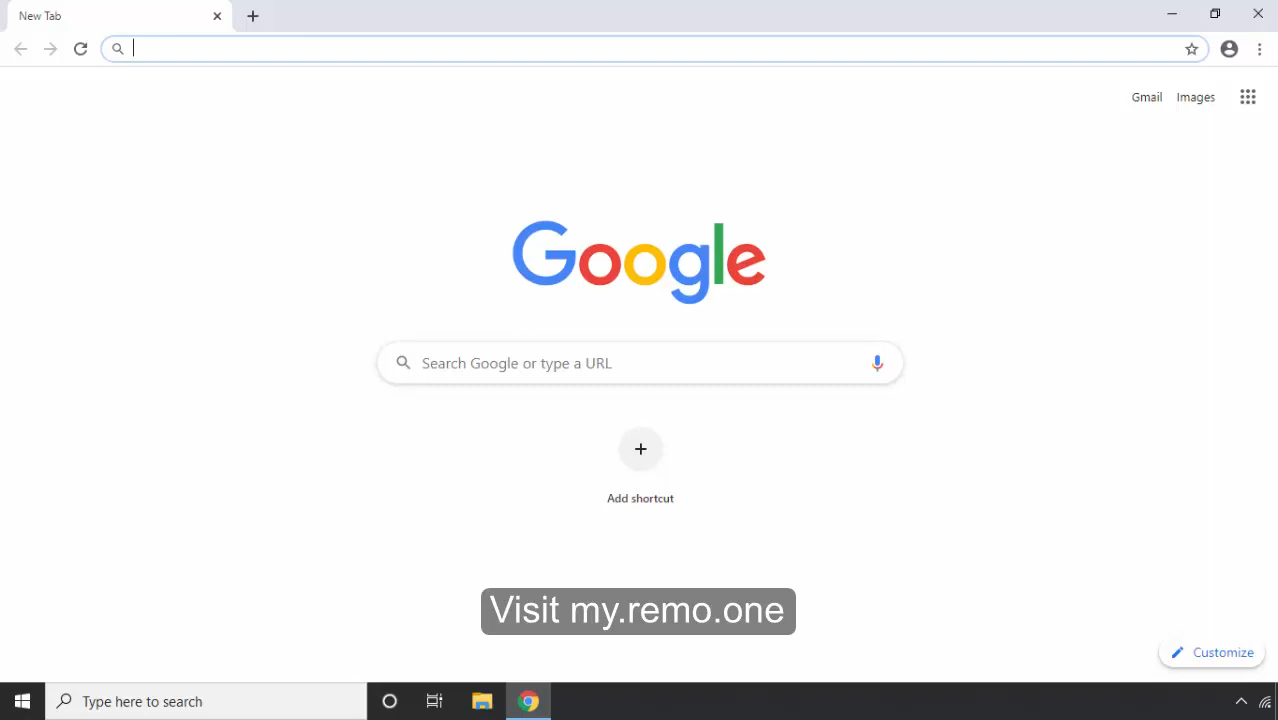 New Tab
Gmail Images
Google
Search Google or type a URL
Add shortcut
Visit my.remo.one
Customize
Type here to search